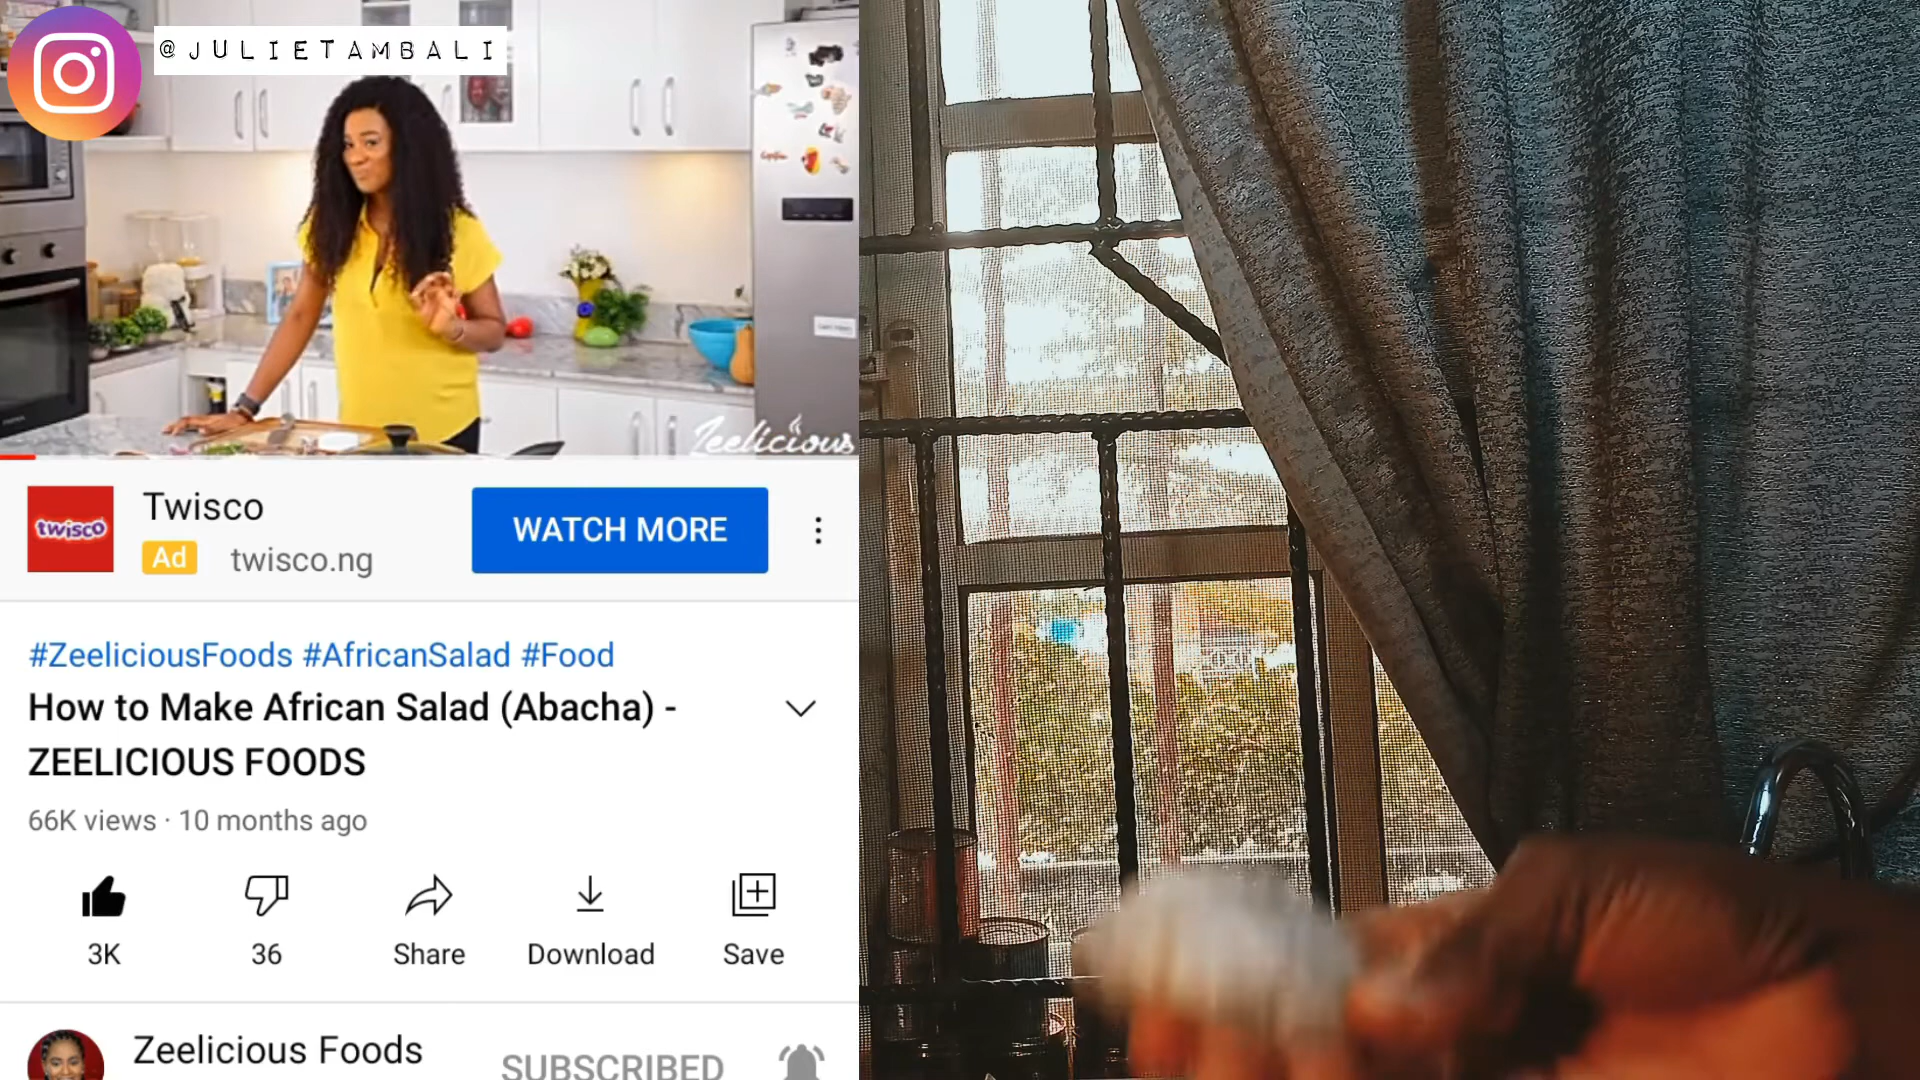 @JULIETAMBALI
Zeelicious
twisco
Twisco
Ad twisco.ng
WATCH MORE
#ZeeliciousFoods #AfricanSalad #Food
How to Make African Salad (Abacha) -
ZEELICIOUS FOODS
66K views · 10 months ago
3K
36
Share
Download
Save
Zeelicious Foods
SUBSCRIBED